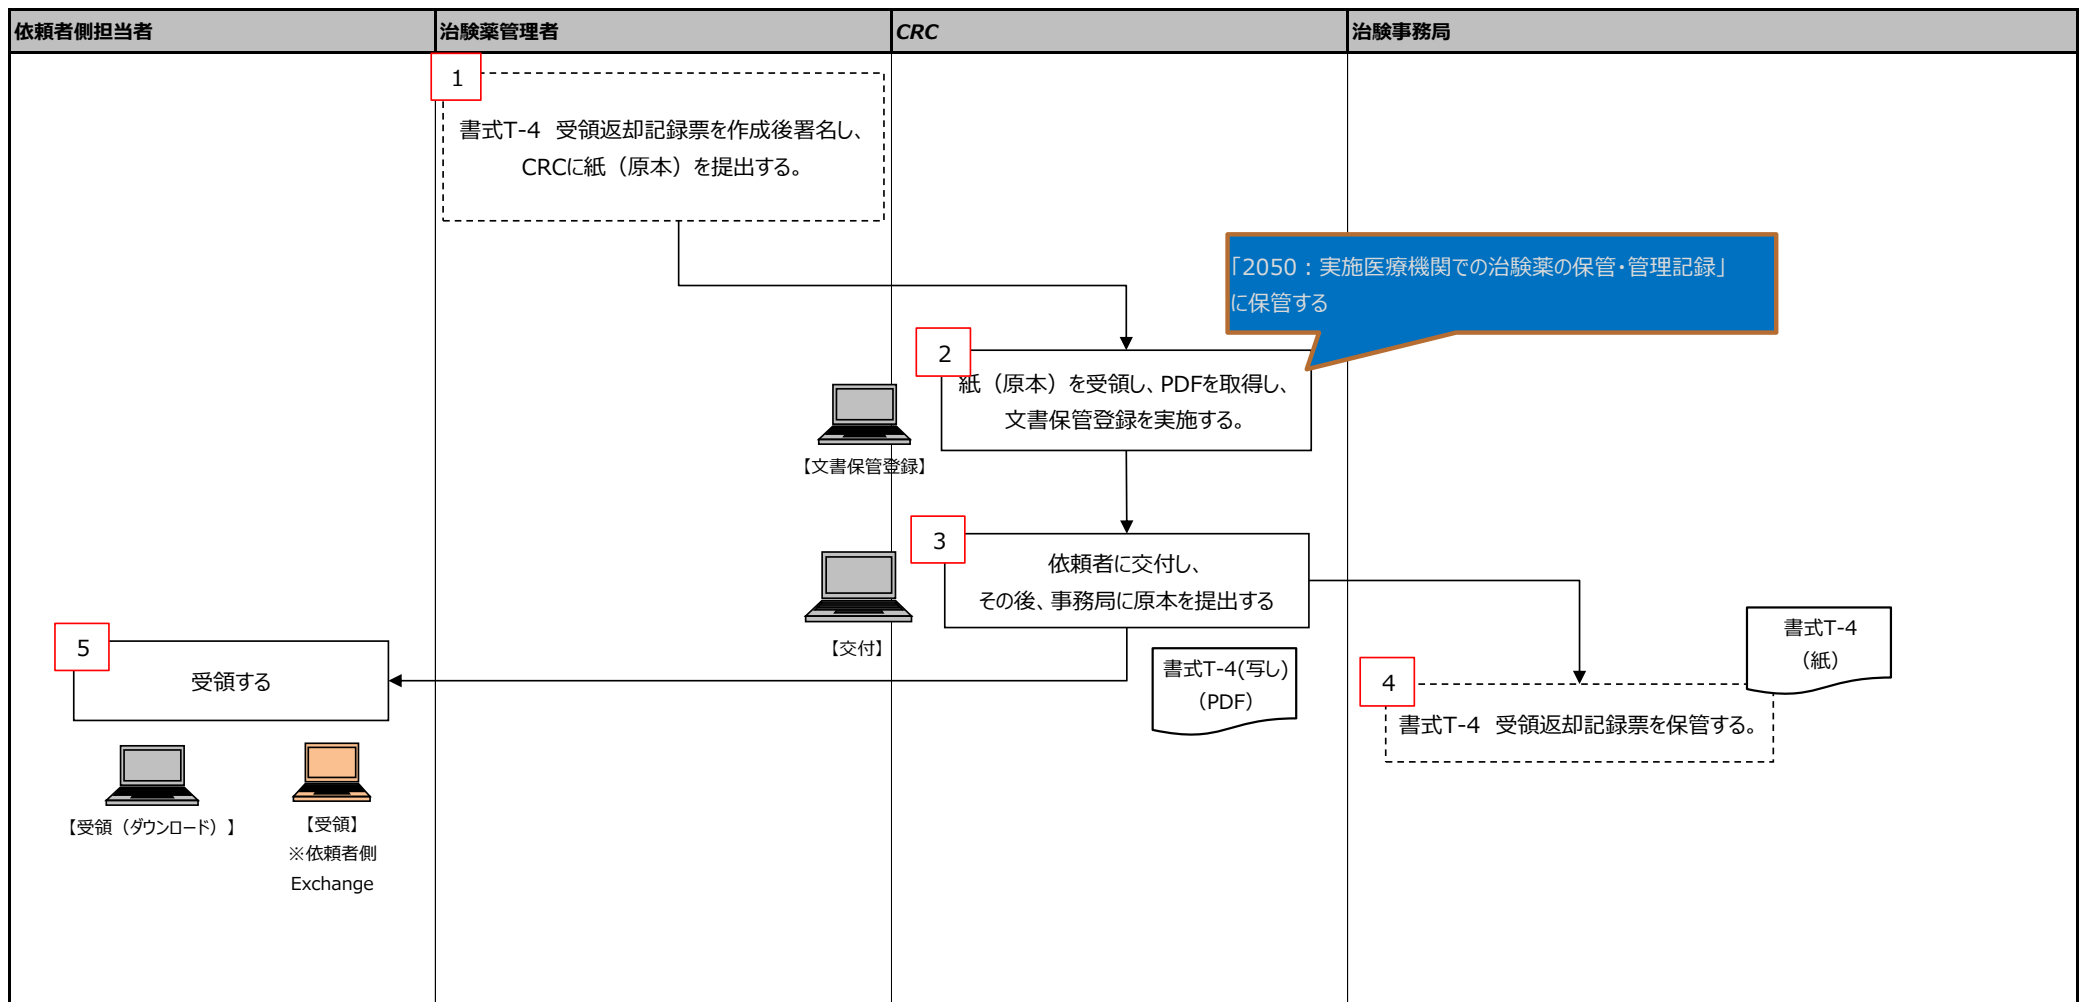 依頼者側担当者
治験薬管理者
CRC
治験事務局
1
書式T-4　受領返却記録票を作成後署名し、
CRCに紙（原本）を提出する。
「2050：実施医療機関での治験薬の保管・管理記録」
に保管する
2
紙（原本）を受領し、PDFを取得し、
文書保管登録を実施する。
【文書保管登録】
3
依頼者に交付し、
その後、事務局に原本を提出する
【交付】
書式T-4(写し)
（PDF）
書式T-4
（紙）
4
書式T-4　受領返却記録票を保管する。
5
受領する
【受領（ダウンロード）】
【受領】
※依頼者側
Exchange